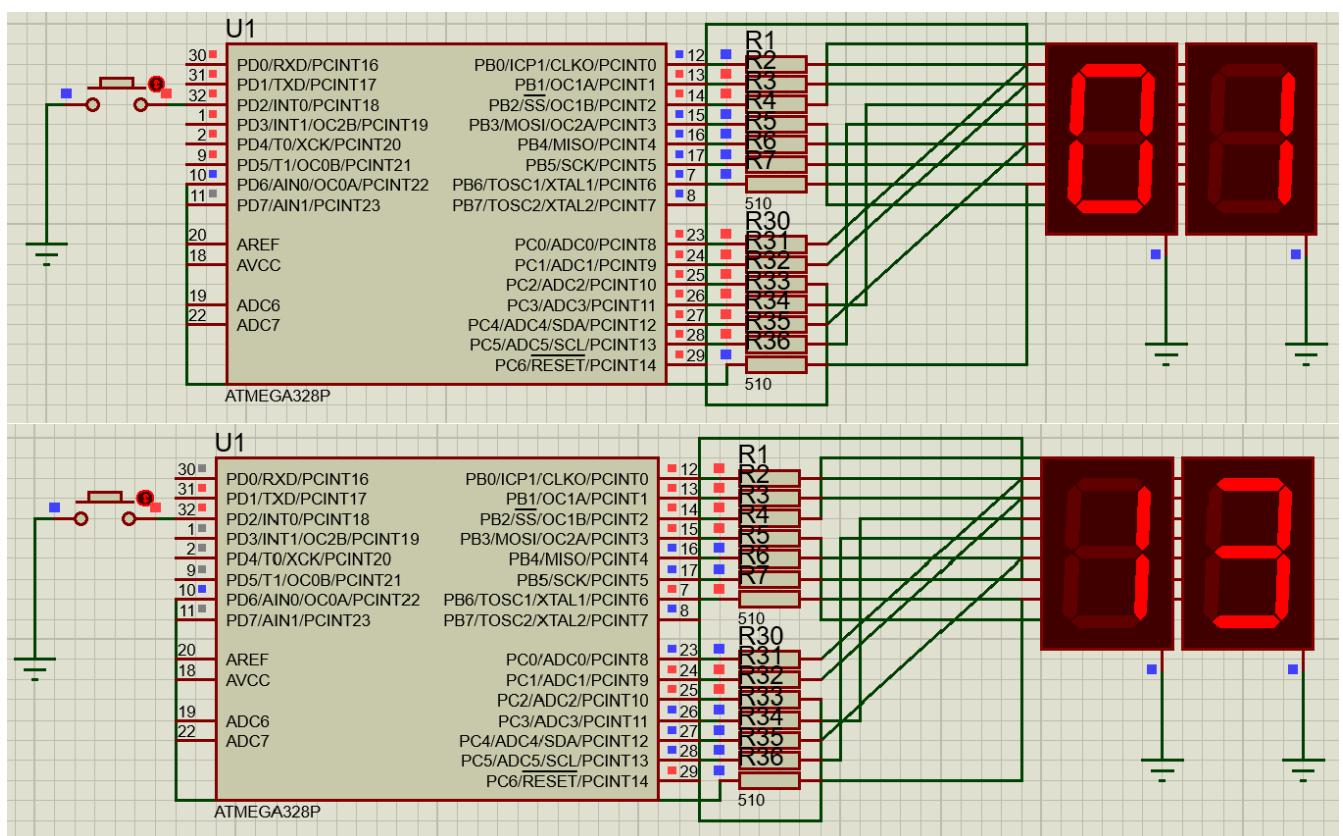 U1
30 PD0/RXD/PCINT16
31 PD1/TXD/PCINT17
32 PD2/INT0/PCINT18
1 PD3/INT1/OC2B/PCINT19
2 PD4/T0/XCK/PCINT20
9 PD5/T1/OC0B/PCINT21
10 PD6/AIN0/OC0A/PCINT22
11 PD7/AIN1/PCINT23
20 AREF
18 AVCC
19 ADC6
22 ADC7
PB0/ICP1/CLKO/PCINT0 12
PB1/OC1A/PCINT1 13
PB2/SS/OC1B/PCINT2 14
PB3/MOSI/OC2A/PCINT3 15
PB4/MISO/PCINT4 16
PB5/SCK/PCINT5 17
PB6/TOSC1/XTAL1/PCINT6 7
PB7/TOSC2/XTAL2/PCINT7 8
PC0/ADC0/PCINT8 23
PC1/ADC1/PCINT9 24
PC2/ADC2/PCINT10 25
PC3/ADC3/PCINT11 26
PC4/ADC4/SDA/PCINT12 27
PC5/ADC5/SCL/PCINT13 28
PC6/RESET/PCINT14 29
ATMEGA328P
R1
R2
R3
R4
R5
R6
R7
510
R30
R31
R32
R33
R34
R35
R36
510
01
U1
30 PD0/RXD/PCINT16
31 PD1/TXD/PCINT17
32 PD2/INT0/PCINT18
1 PD3/INT1/OC2B/PCINT19
2 PD4/T0/XCK/PCINT20
9 PD5/T1/OC0B/PCINT21
10 PD6/AIN0/OC0A/PCINT22
11 PD7/AIN1/PCINT23
20 AREF
18 AVCC
19 ADC6
22 ADC7
PB0/ICP1/CLKO/PCINT0 12
PB1/OC1A/PCINT1 13
PB2/SS/OC1B/PCINT2 14
PB3/MOSI/OC2A/PCINT3 15
PB4/MISO/PCINT4 16
PB5/SCK/PCINT5 17
PB6/TOSC1/XTAL1/PCINT6 7
PB7/TOSC2/XTAL2/PCINT7 8
PC0/ADC0/PCINT8 23
PC1/ADC1/PCINT9 24
PC2/ADC2/PCINT10 25
PC3/ADC3/PCINT11 26
PC4/ADC4/SDA/PCINT12 27
PC5/ADC5/SCL/PCINT13 28
PC6/RESET/PCINT14 29
ATMEGA328P
R1
R2
R3
R4
R5
R6
R7
510
R30
R31
R32
R33
R34
R35
R36
510
13